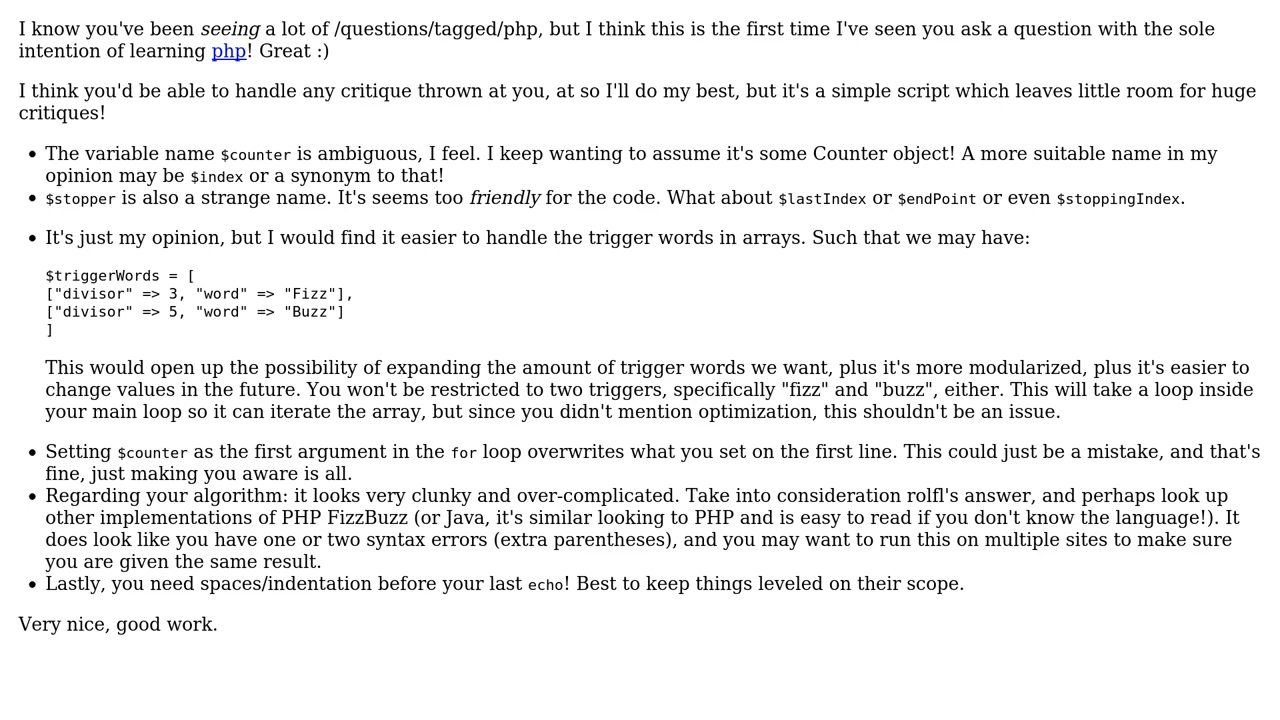 I know you've been seeing a lot of /questions/tagged/php, but I think this is the first time I've seen you ask a question with the sole
intention of learning php! Great :)
I think you'd be able to handle any critique thrown at you, at so I'll do my best, but it's a simple script which leaves little room for huge
critiques!
• The variable name $counter is ambiguous, I feel. I keep wanting to assume it's some Counter object! A more suitable name in my
opinion may be $index or a synonym to that!
• $stopper is also a strange name. It's seems too friendly for the code. What about $lastIndex or $endPoint or even $stoppingIndex.
• It's just my opinion, but I would find it easier to handle the trigger words in arrays. Such that we may have:
$triggerWords = [
["divisor" => 3, "word" => "Fizz"],
["divisor" => 5, "word" => "Buzz"]
]
This would open up the possibility of expanding the amount of trigger words we want, plus it's more modularized, plus it's easier to
change values in the future. You won't be restricted to two triggers, specifically "fizz" and "buzz", either. This will take a loop inside
your main loop so it can iterate the array, but since you didn't mention optimization, this shouldn't be an issue.
• Setting $counter as the first argument in the for loop overwrites what you set on the first line. This could just be a mistake, and that's
fine, just making you aware is all.
• Regarding your algorithm: it looks very clunky and over-complicated. Take into consideration rolfl's answer, and perhaps look up
other implementations of PHP FizzBuzz (or Java, it's similar looking to PHP and is easy to read if you don't know the language!). It
does look like you have one or two syntax errors (extra parentheses), and you may want to run this on multiple sites to make sure
you are given the same result.
• Lastly, you need spaces/indentation before your last echo! Best to keep things leveled on their scope.
Very nice, good work.